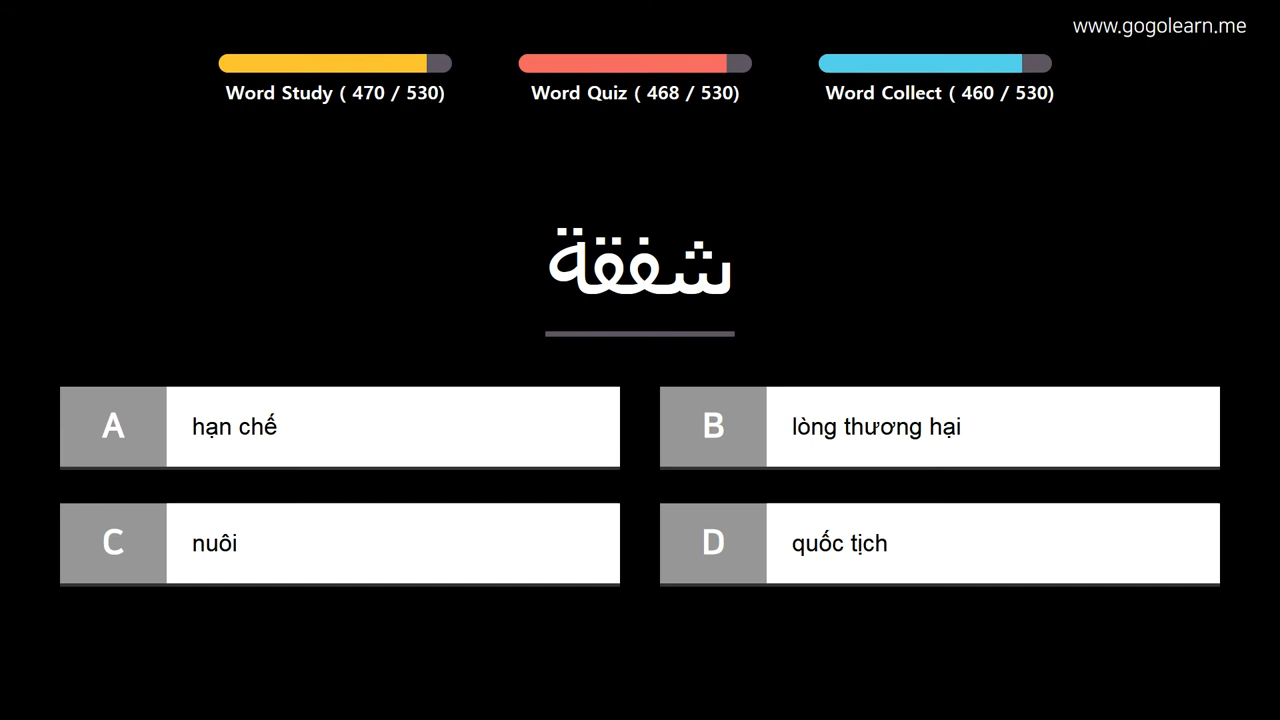 www.gogolearn.me
Word Study ( 470 / 530)
Word Quiz ( 468 / 530)
Word Collect ( 460 / 530)
شفقة
A
hạn chế
B
lòng thương hại
C
nuôi
D
quốc tịch